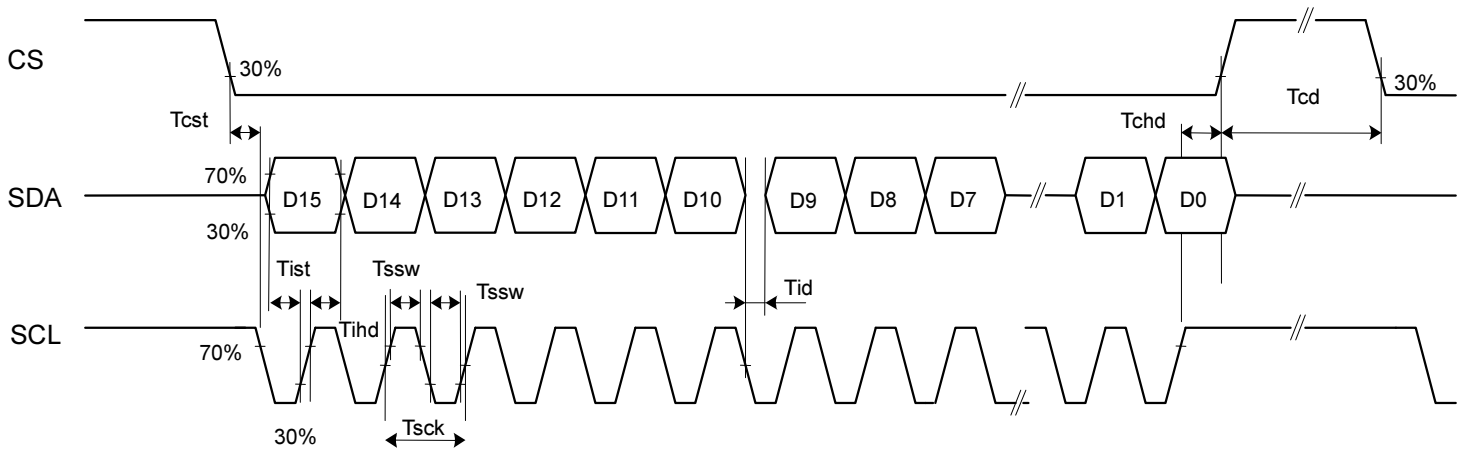 CS
30%
30%
Tcst
Tchd
Tcd
SDA
70%
30%
D15
D14
D13
D12
D11
D10
D9
D8
D7
D1
D0
Tist
Tssw
Tssw
Tid
Tihd
SCL
70%
30%
Tsck